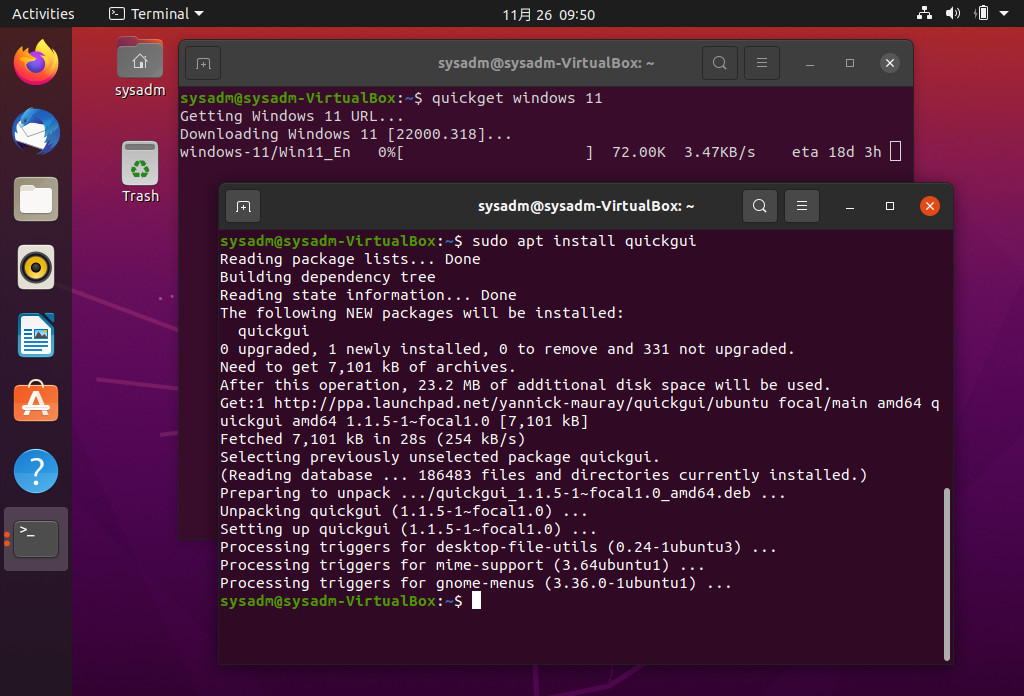 Activities
Terminal
11月 26 09:50
sysadm
Trash
sysadm@sysadm-VirtualBox: ~
sysadm@sysadm-VirtualBox:~$ quickget windows 11
Getting Windows 11 URL...
Downloading Windows 11 [22000.318]...
windows-11/Win11_En   0%[                    ]  72.00K  3.47KB/s    eta 18d 3h
sysadm@sysadm-VirtualBox: ~
sysadm@sysadm-VirtualBox:~$ sudo apt install quickgui
Reading package lists... Done
Building dependency tree
Reading state information... Done
The following NEW packages will be installed:
  quickgui
0 upgraded, 1 newly installed, 0 to remove and 331 not upgraded.
Need to get 7,101 kB of archives.
After this operation, 23.2 MB of additional disk space will be used.
Get:1 http://ppa.launchpad.net/yannick-mauray/quickgui/ubuntu focal/main amd64 q
uickgui amd64 1.1.5-1~focal1.0 [7,101 kB]
Fetched 7,101 kB in 28s (254 kB/s)
Selecting previously unselected package quickgui.
(Reading database ... 186483 files and directories currently installed.)
Preparing to unpack .../quickgui_1.1.5-1~focal1.0_amd64.deb ...
Unpacking quickgui (1.1.5-1~focal1.0) ...
Setting up quickgui (1.1.5-1~focal1.0) ...
Processing triggers for desktop-file-utils (0.24-1ubuntu3) ...
Processing triggers for mime-support (3.64ubuntu1) ...
Processing triggers for gnome-menus (3.36.0-1ubuntu1) ...
sysadm@sysadm-VirtualBox:~$